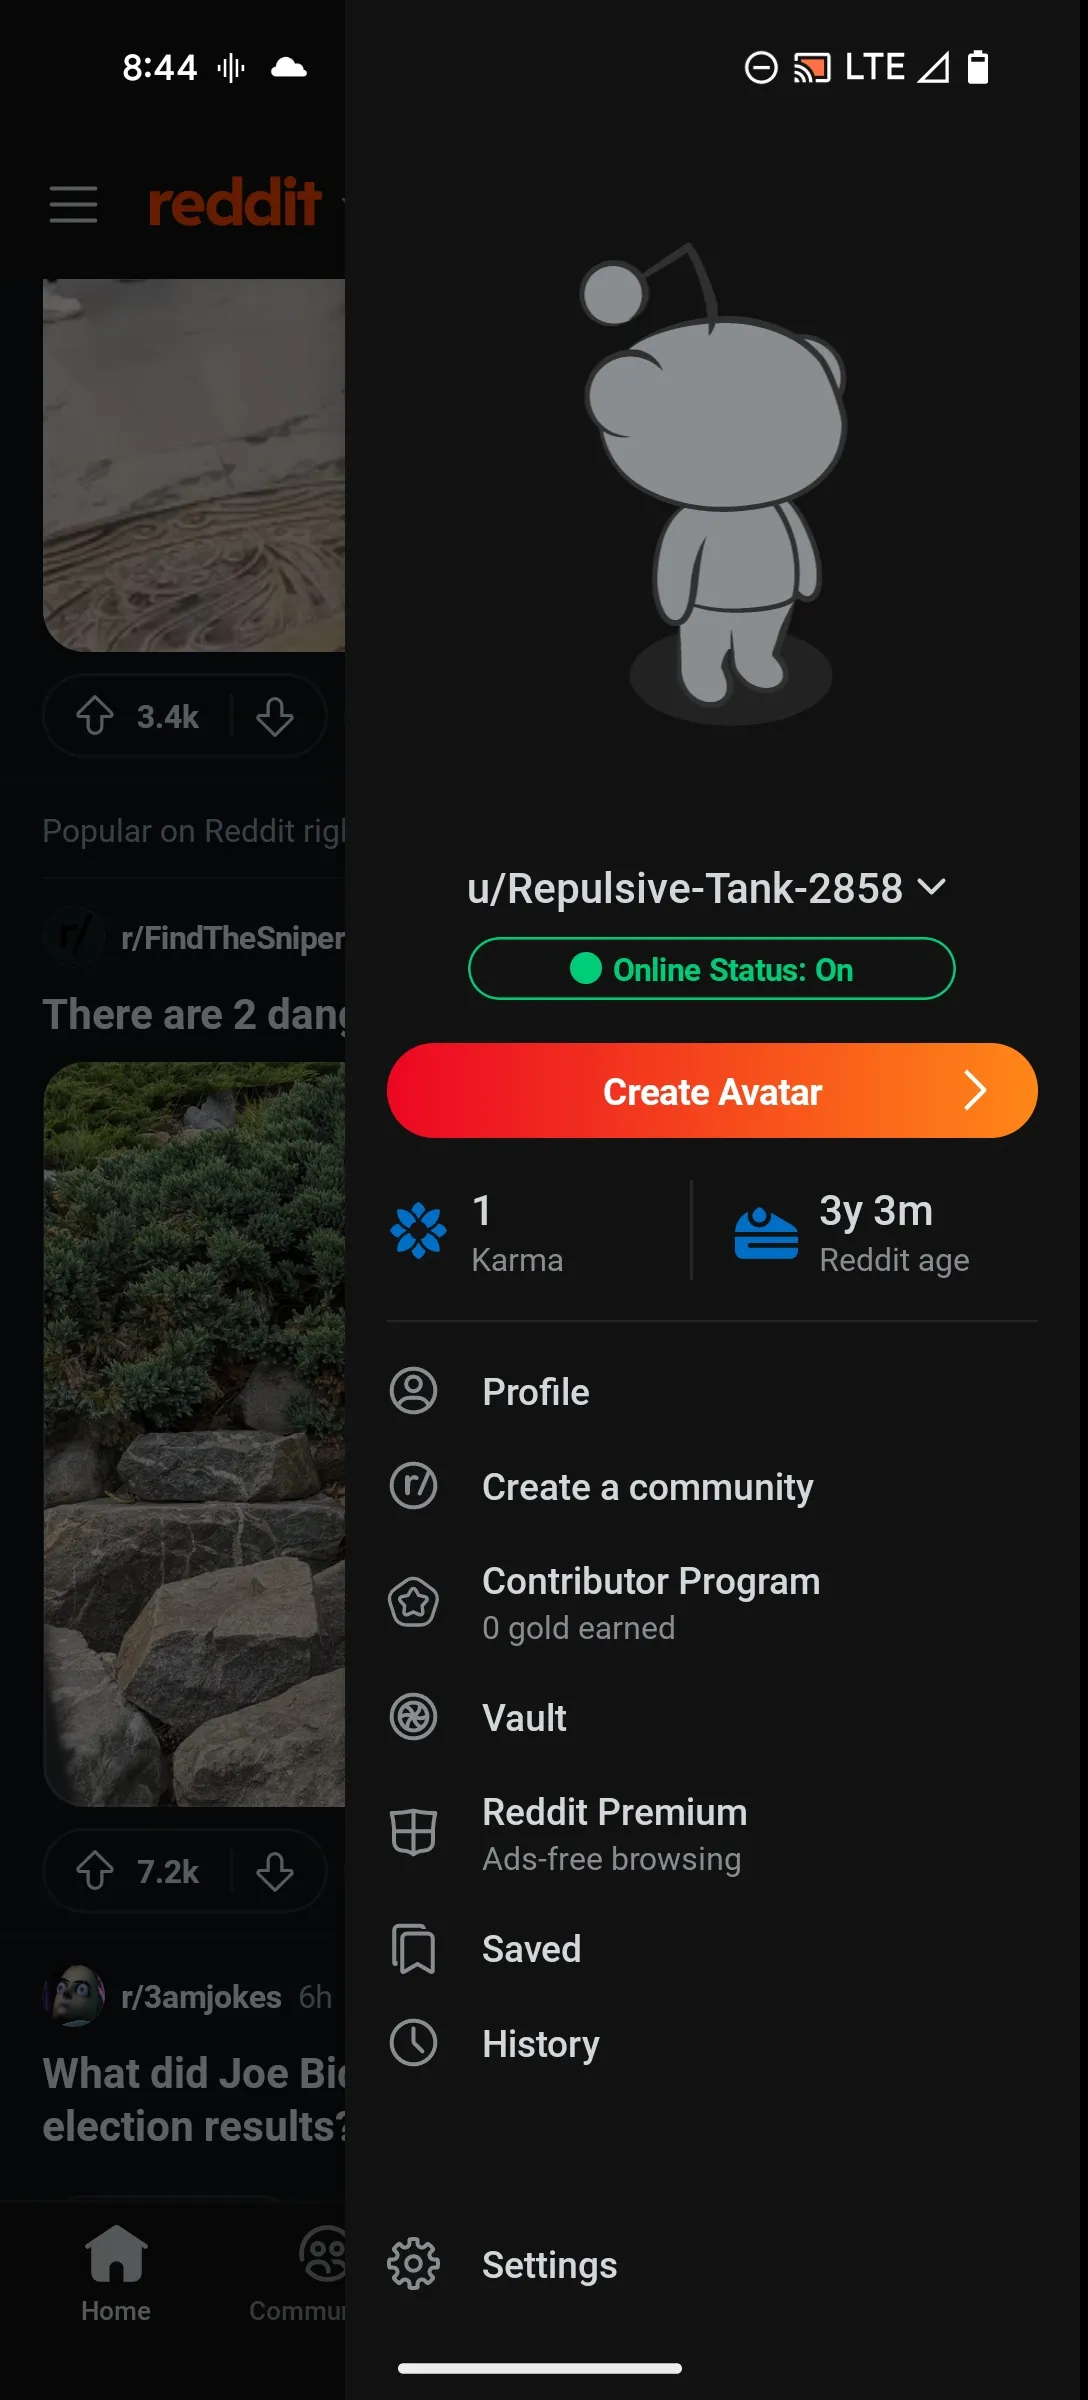 8:44
LTE
reddit
3.4k
Popular on Reddit rig
r/FindTheSniper
There are 2 dang
7.2k
r/3amjokes 6h
What did Joe Bid
election results?
Home
Commun
u/Repulsive-Tank-2858
Online Status: On
Create Avatar
1
Karma
3y 3m
Reddit age
Profile
r/
Create a community
Contributor Program
0 gold earned
Vault
Reddit Premium
Ads-free browsing
Saved
History
Settings